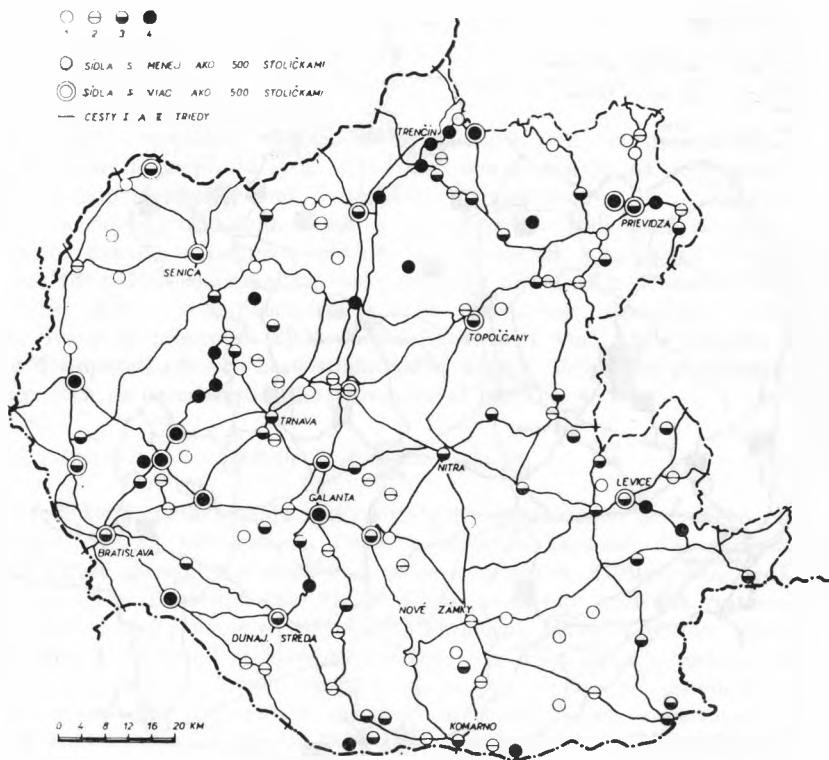 1 2 3 4
SÍDLA S MENEJ AKO 500 STOLIČKAMI
SÍDLA S VIAC AKO 500 STOLIČKAMI
CESTY I A II TRIEDY
TRENČÍN
PRIEVIDZA
SENICA
TOPOĽČANY
TRNAVA
NITRA
LEVICE
GALANTA
BRATISLAVA
NOVÉ ZÁMKY
DUNAJ STREDA
KOMÁRNO
0 4 8 12 16 20 KM